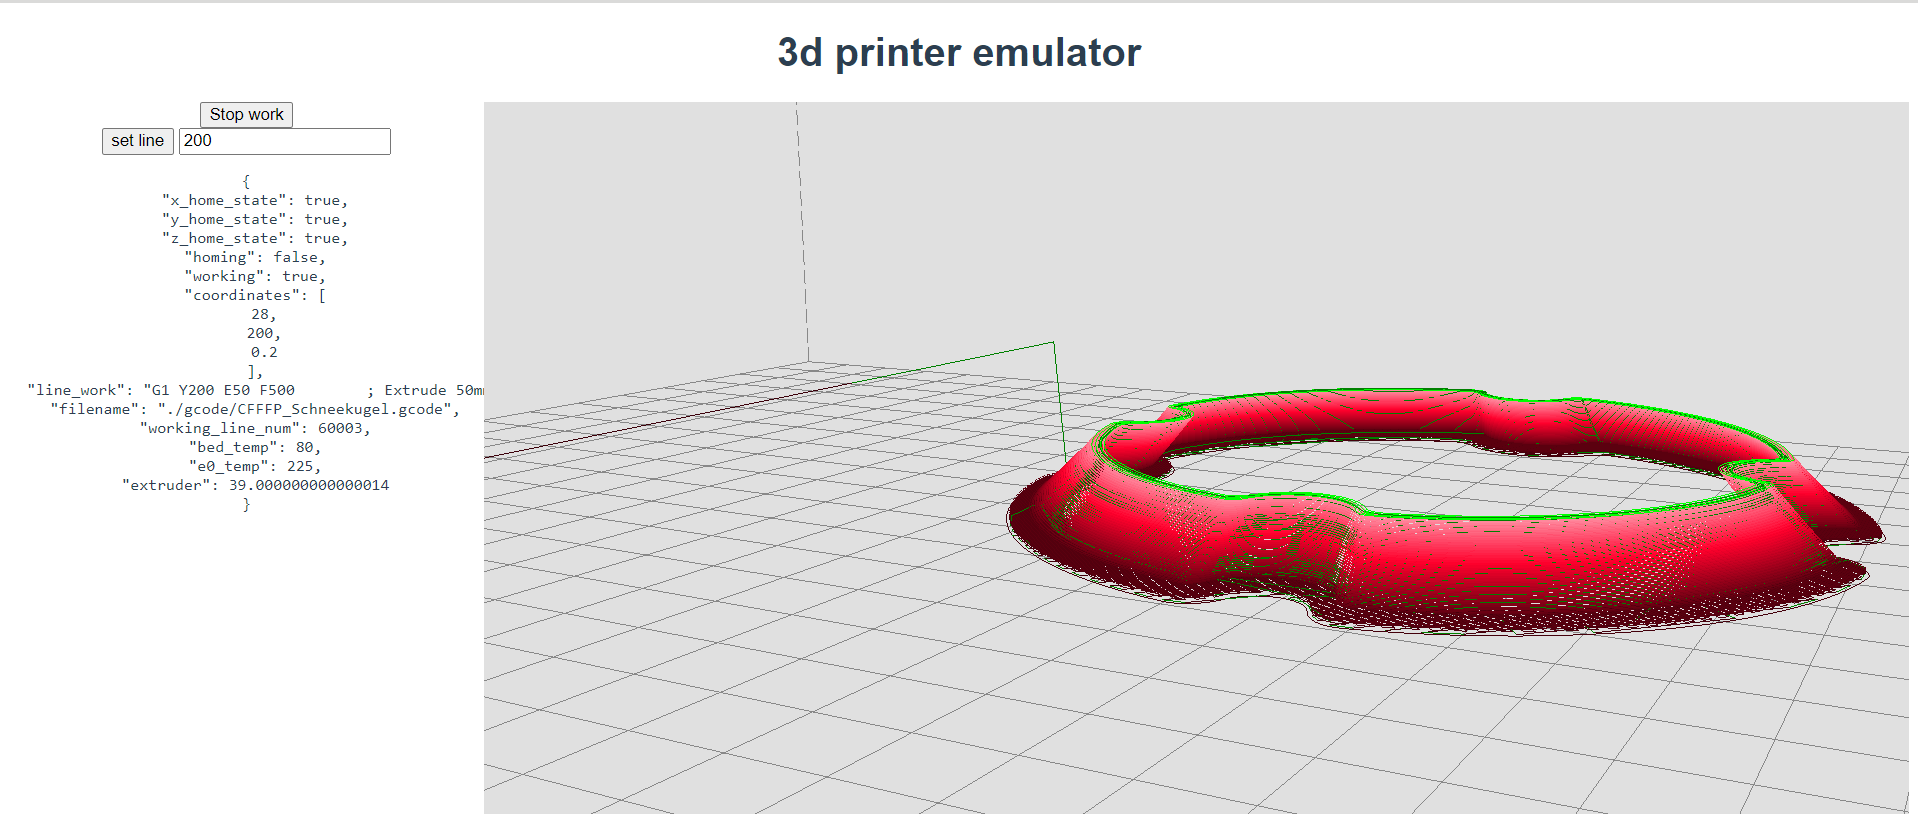 3d printer emulator
Stop work
set line 200
{
"x_home_state": true,
"y_home_state": true,
"z_home_state": true,
"homing": false,
"working": true,
"coordinates": [
28,
200,
0.2
],
"line_work": "G1 Y200 E50 F500 ; Extrude 50m
"filename": "./gcode/CFFFP_Schneekugel.gcode",
"working_line_num": 60003,
"bed_temp": 80,
"e0_temp": 225,
"extruder": 39.000000000000014
}